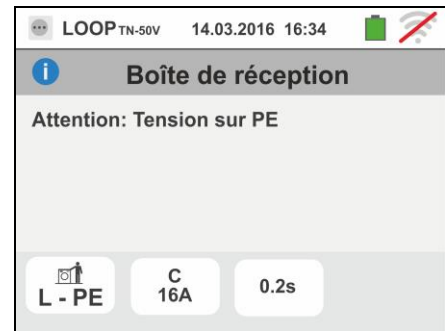 LOOP TN-50V 14.03.2016 16:34
i Boîte de réception
Attention: Tension sur PE
L - PE
C
16A
0.2s